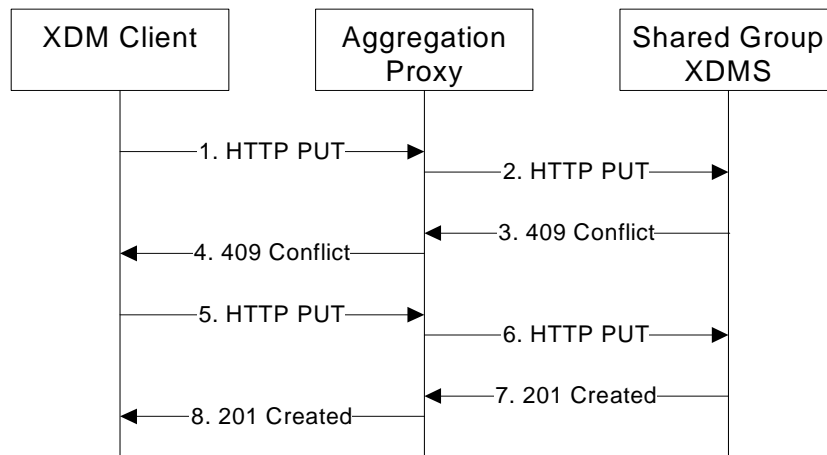 XDM Client
Aggregation
Proxy
Shared Group
XDMS
1. HTTP PUT
2. HTTP PUT
3. 409 Conflict
4. 409 Conflict
5. HTTP PUT
6. HTTP PUT
7. 201 Created
8. 201 Created